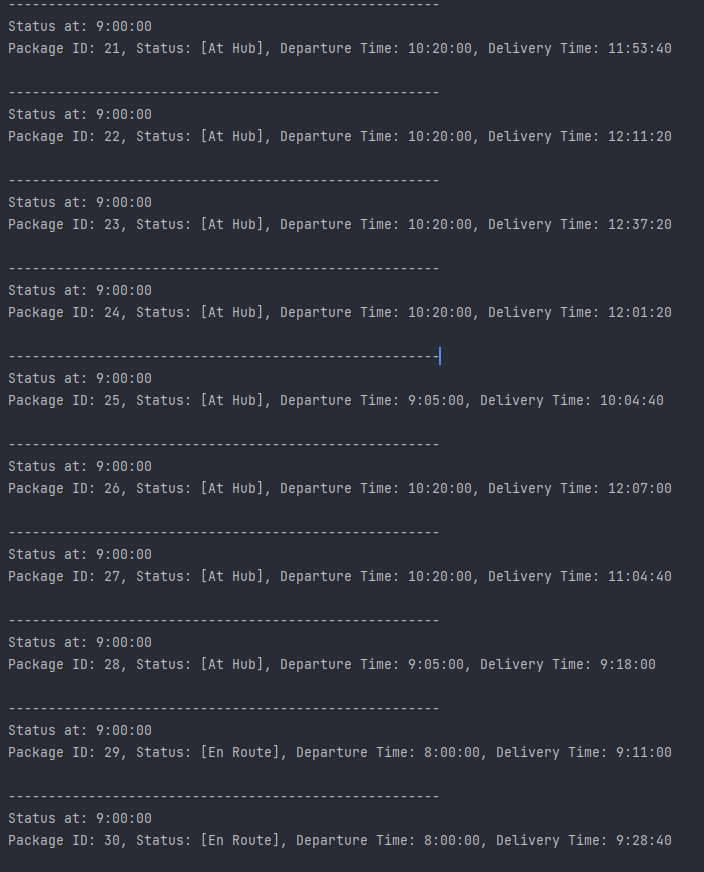 ------------------------------------------------------
Status at: 9:00:00
Package ID: 21, Status: [At Hub], Departure Time: 10:20:00, Delivery Time: 11:53:40
------------------------------------------------------
Status at: 9:00:00
Package ID: 22, Status: [At Hub], Departure Time: 10:20:00, Delivery Time: 12:11:20
------------------------------------------------------
Status at: 9:00:00
Package ID: 23, Status: [At Hub], Departure Time: 10:20:00, Delivery Time: 12:37:20
------------------------------------------------------
Status at: 9:00:00
Package ID: 24, Status: [At Hub], Departure Time: 10:20:00, Delivery Time: 12:01:20
------------------------------------------------------
Status at: 9:00:00
Package ID: 25, Status: [At Hub], Departure Time: 9:05:00, Delivery Time: 10:04:40
------------------------------------------------------
Status at: 9:00:00
Package ID: 26, Status: [At Hub], Departure Time: 10:20:00, Delivery Time: 12:07:00
------------------------------------------------------
Status at: 9:00:00
Package ID: 27, Status: [At Hub], Departure Time: 10:20:00, Delivery Time: 11:04:40
------------------------------------------------------
Status at: 9:00:00
Package ID: 28, Status: [At Hub], Departure Time: 9:05:00, Delivery Time: 9:18:00
------------------------------------------------------
Status at: 9:00:00
Package ID: 29, Status: [En Route], Departure Time: 8:00:00, Delivery Time: 9:11:00
------------------------------------------------------
Status at: 9:00:00
Package ID: 30, Status: [En Route], Departure Time: 8:00:00, Delivery Time: 9:28:40